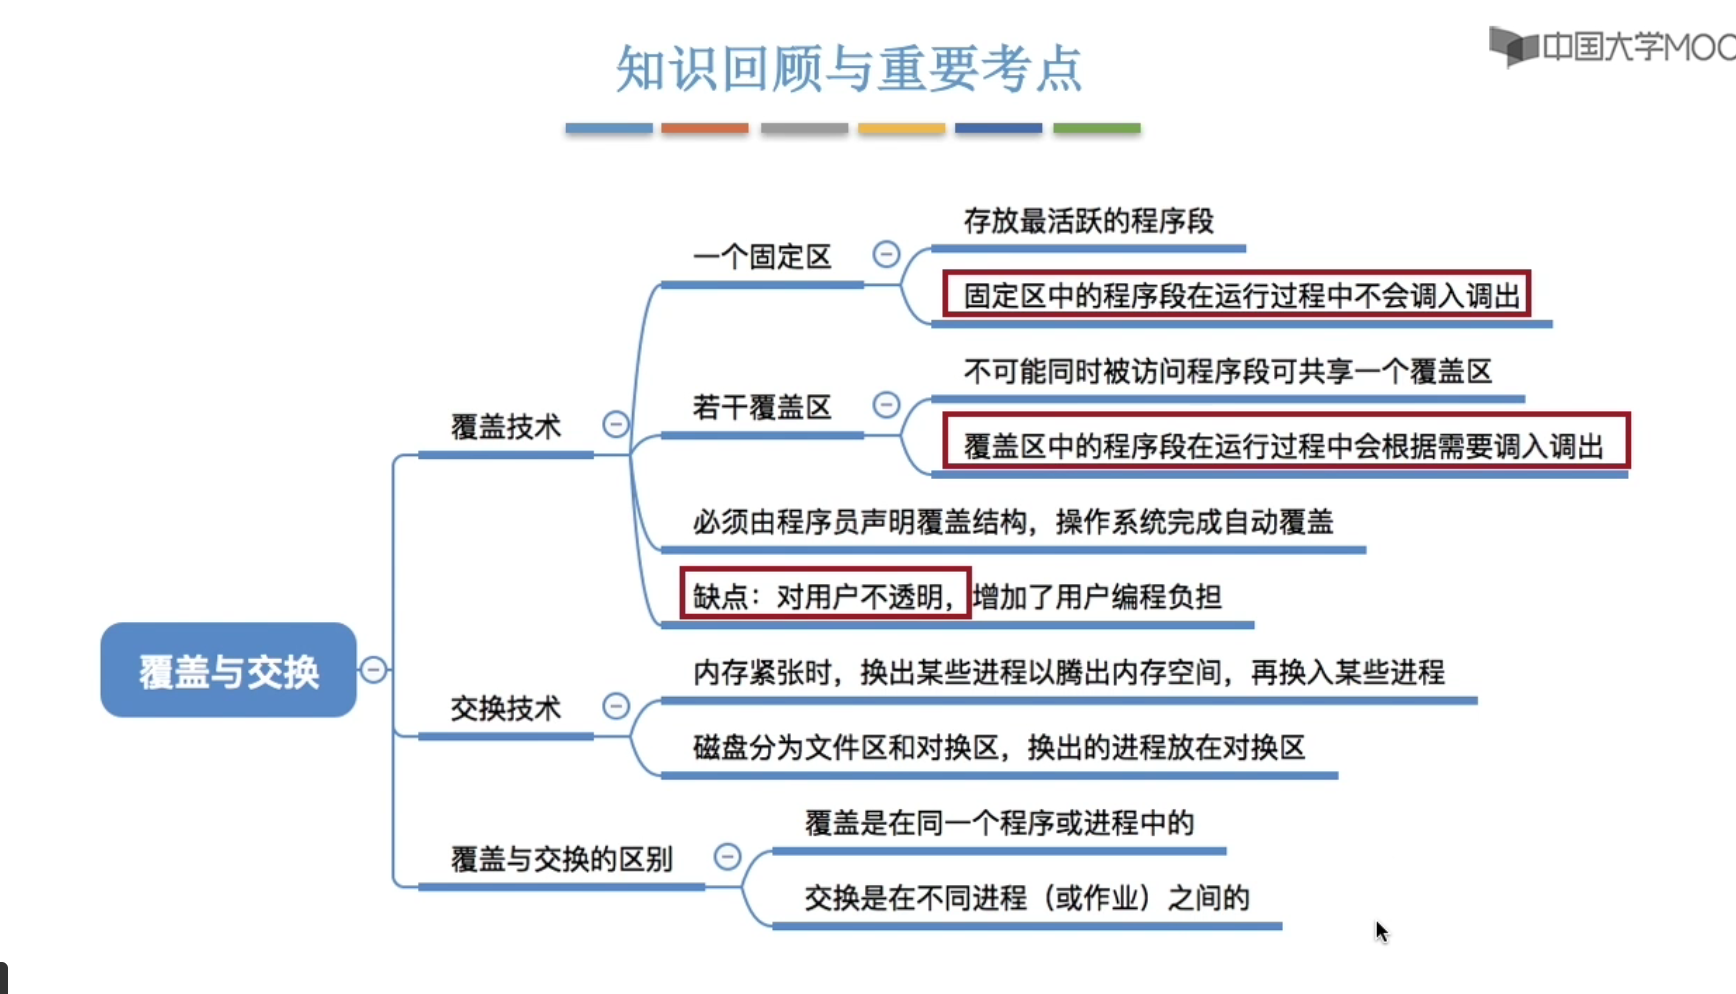 知识回顾与重要考点
中国大学MOO
存放最活跃的程序段
一个固定区
固定区中的程序段在运行过程中不会调入调出
不可能同时被访问程序段可共享一个覆盖区
若干覆盖区
覆盖技术
覆盖区中的程序段在运行过程中会根据需要调入调出
必须由程序员声明覆盖结构，操作系统完成自动覆盖
缺点：对用户不透明，增加了用户编程负担
覆盖与交换
内存紧张时，换出某些进程以腾出内存空间，再换入某些进程
交换技术
磁盘分为文件区和对换区，换出的进程放在对换区
覆盖是在同一个程序或进程中的
覆盖与交换的区别
交换是在不同进程（或作业）之间的